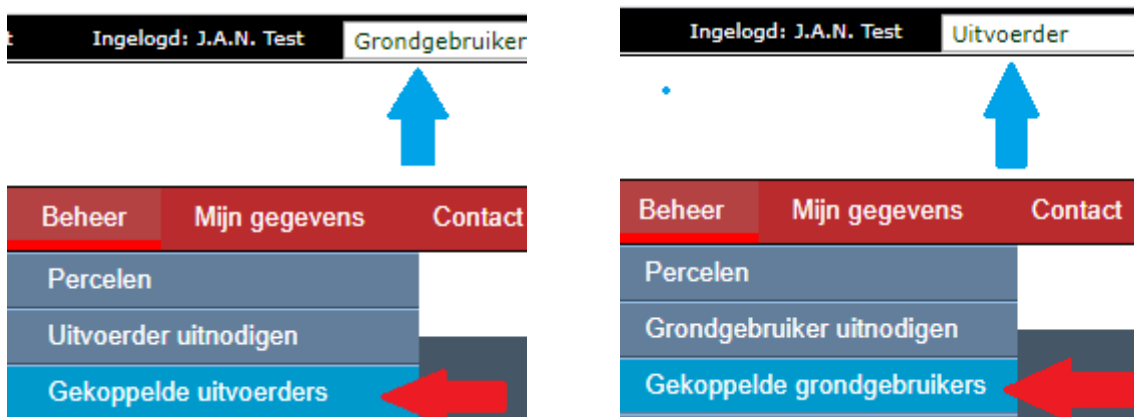 Ingelogd: J.A.N. Test Grondgebruiker
Beheer Mijn gegevens Contact
Percelen
Uitvoerder uitnodigen
Gekoppelde uitvoerders
Ingelogd: J.A.N. Test Uitvoerder
Beheer Mijn gegevens Contact
Percelen
Grondgebruiker uitnodigen
Gekoppelde grondgebruikers